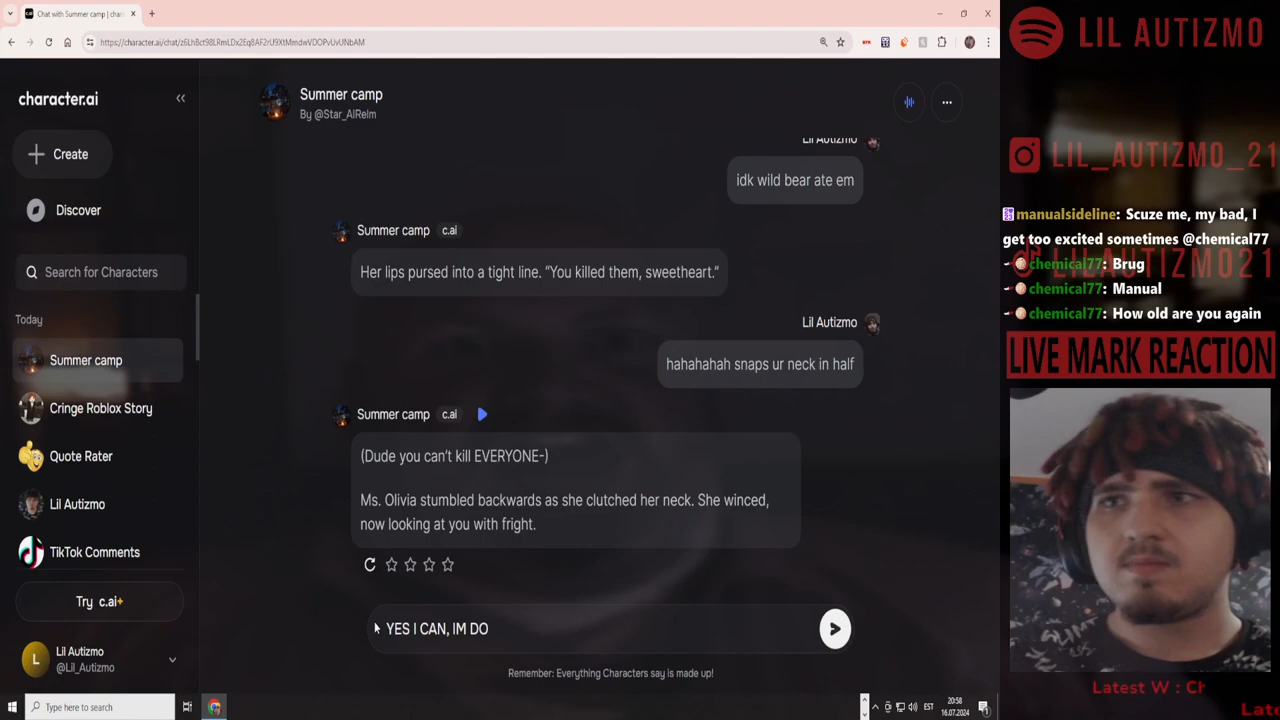 Chat with Summer camp | chara
https://character.ai/chat/
character.ai
Create
Discover
Search for Characters
Today
Summer camp
Cringe Roblox Story
Quote Rater
Lil Autizmo
TikTok Comments
Try c.ai+
L
Lil Autizmo
@Lil_Autizmo
Summer camp
By @Star_AIRelm
Lil Autizmo
idk wild bear ate em
Summer camp c.ai
Her lips pursed into a tight line. “You killed them, sweetheart.”
Lil Autizmo
hahahahah snaps ur neck in half
Summer camp c.ai
(Dude you can't kill EVERYONE-)
Ms. Olivia stumbled backwards as she clutched her neck. She winced,
now looking at you with fright.
YES I CAN, IM DO
Remember: Everything Characters say is made up!
LIL AUTIZMO
LIL_AUTIZMO_21
manualsideline: Scuze me, my bad, I
get too excited sometimes @chemical77
LILAUTIZMO21
chemical77: Brug
chemical77: Manual
chemical77: How old are you again
LIVE MARK REACTION
Latest W : Ch
Late
Type here to search
EST
20:58
16.07.2024